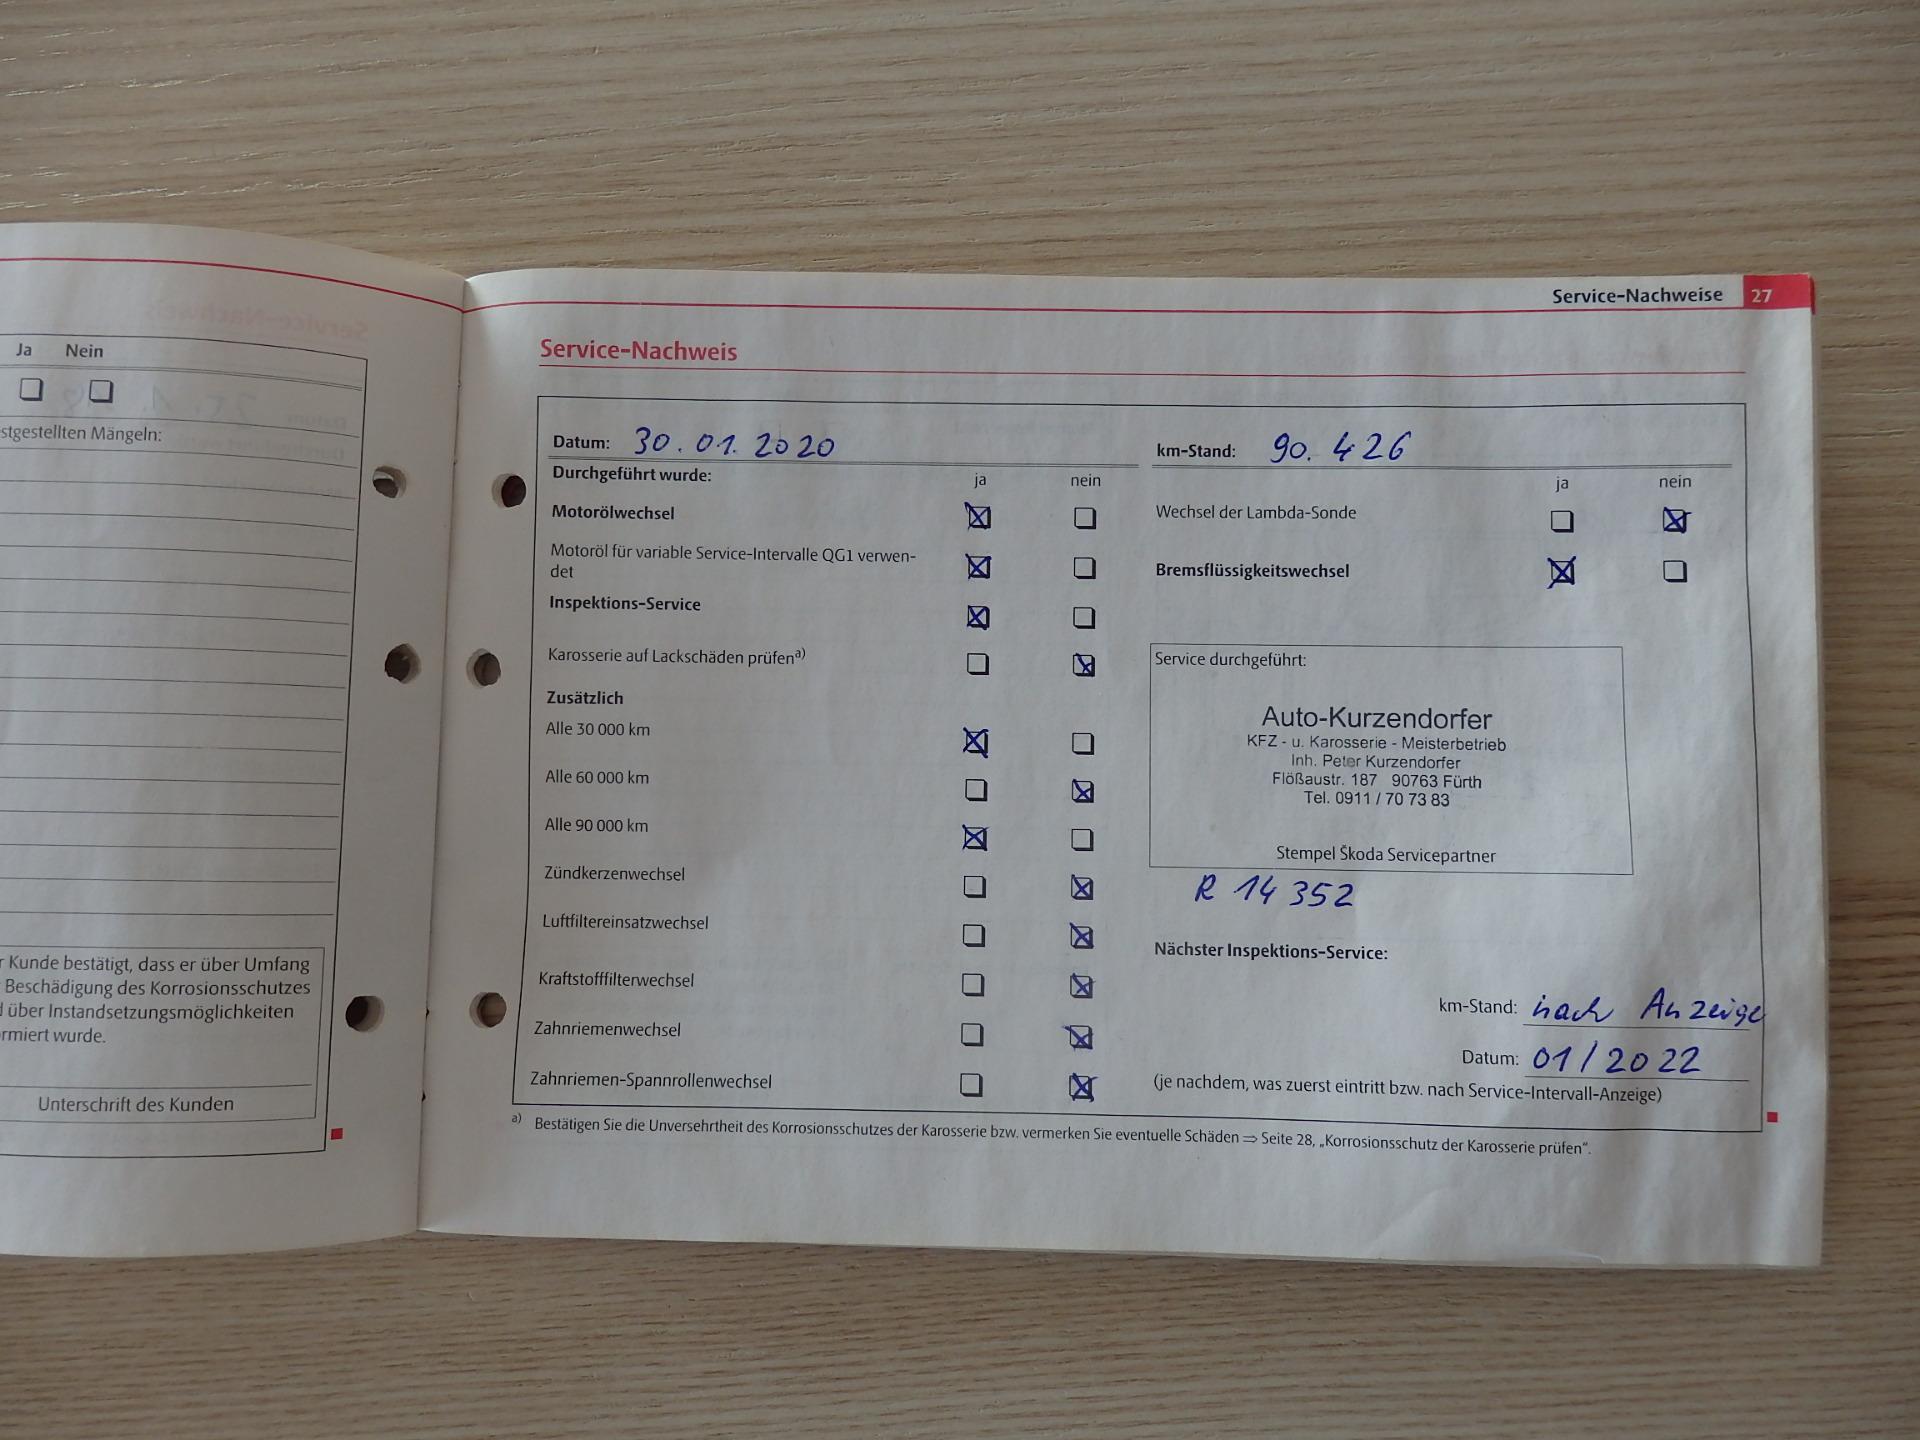 Service-Nachweise 27
Ja Nein
☐ ☐
stgestellten Mängeln:
r Kunde bestätigt, dass er über Umfang
Beschädigung des Korrosionsschutzes
d über Instandsetzungsmöglichkeiten
rmiert wurde.
Unterschrift des Kunden
Service-Nachweis
Datum: 30.01.2020
Durchgeführt wurde: ja nein
Motorölwechsel ☒ ☐
Motoröl für variable Service-Intervalle QG1 verwen-
det ☒ ☐
Inspektions-Service ☒ ☐
Karosserie auf Lackschäden prüfen a) ☐ ☒
Zusätzlich
Alle 30 000 km ☒ ☐
Alle 60 000 km ☐ ☒
Alle 90 000 km ☒ ☐
Zündkerzenwechsel ☐ ☒
Luftfiltereinsatzwechsel ☐ ☒
Kraftstofffilterwechsel ☐ ☒
Zahnriemenwechsel ☐ ☒
Zahnriemen-Spannrollenwechsel ☐ ☒
km-Stand: 90.426
ja nein
Wechsel der Lambda-Sonde ☐ ☒
Bremsflüssigkeitswechsel ☒ ☐
Service durchgeführt:
Auto-Kurzendorfer
KFZ - u. Karosserie - Meisterbetrieb
Inh. Peter Kurzendorfer
Flößaustr. 187 90763 Fürth
Tel. 0911 / 70 73 83
Stempel Škoda Servicepartner
R 14352
Nächster Inspektions-Service:
km-Stand: nach Anzeige
Datum: 01/2022
(je nachdem, was zuerst eintritt bzw. nach Service-Intervall-Anzeige)
a) Bestätigen Sie die Unversehrtheit des Korrosionsschutzes der Karosserie bzw. vermerken Sie eventuelle Schäden ⇒ Seite 28, „Korrosionsschutz der Karosserie prüfen“.